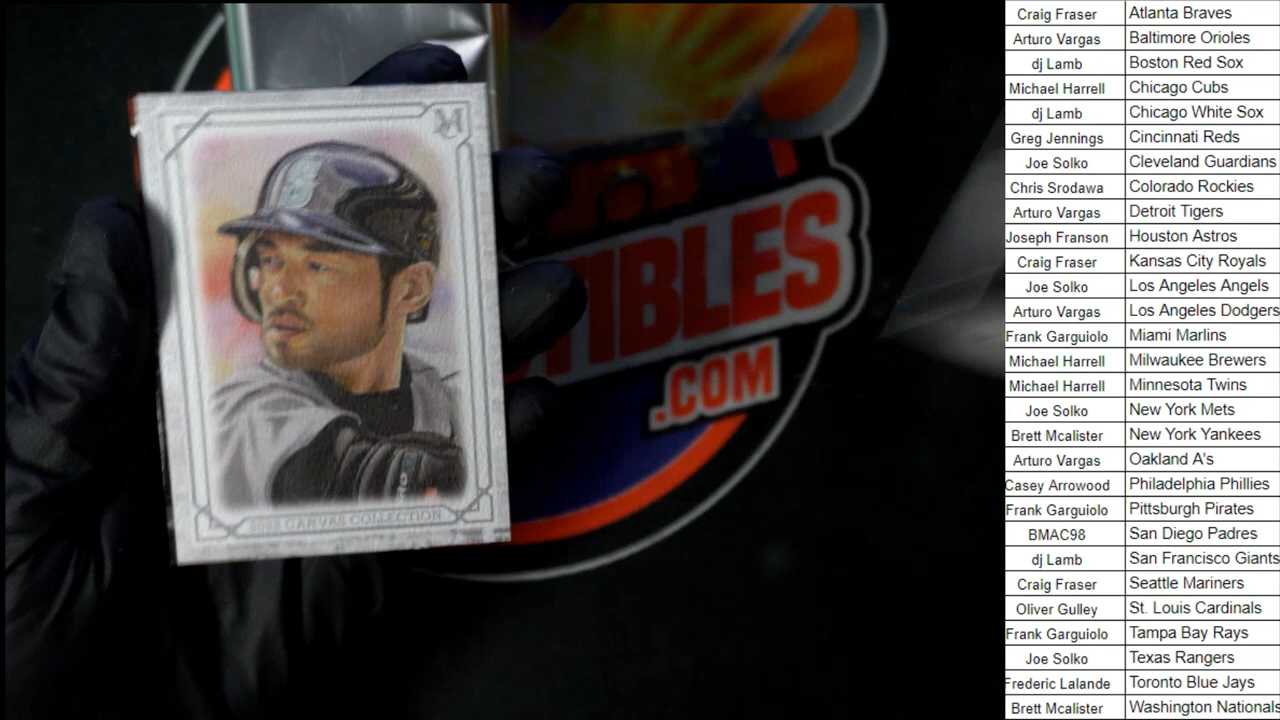 2022 CANVAS COLLECTION
TIBLES
.COM
Craig Fraser Atlanta Braves
Arturo Vargas Baltimore Orioles
dj Lamb Boston Red Sox
Michael Harrell Chicago Cubs
dj Lamb Chicago White Sox
Greg Jennings Cincinnati Reds
Joe Solko Cleveland Guardians
Chris Srodawa Colorado Rockies
Arturo Vargas Detroit Tigers
Joseph Franson Houston Astros
Craig Fraser Kansas City Royals
Joe Solko Los Angeles Angels
Arturo Vargas Los Angeles Dodgers
Frank Garguiolo Miami Marlins
Michael Harrell Milwaukee Brewers
Michael Harrell Minnesota Twins
Joe Solko New York Mets
Brett Mcalister New York Yankees
Arturo Vargas Oakland A's
Casey Arrowood Philadelphia Phillies
Frank Garguiolo Pittsburgh Pirates
BMAC98 San Diego Padres
dj Lamb San Francisco Giants
Craig Fraser Seattle Mariners
Oliver Gulley St. Louis Cardinals
Frank Garguiolo Tampa Bay Rays
Joe Solko Texas Rangers
Frederic Lalande Toronto Blue Jays
Brett Mcalister Washington Nationals